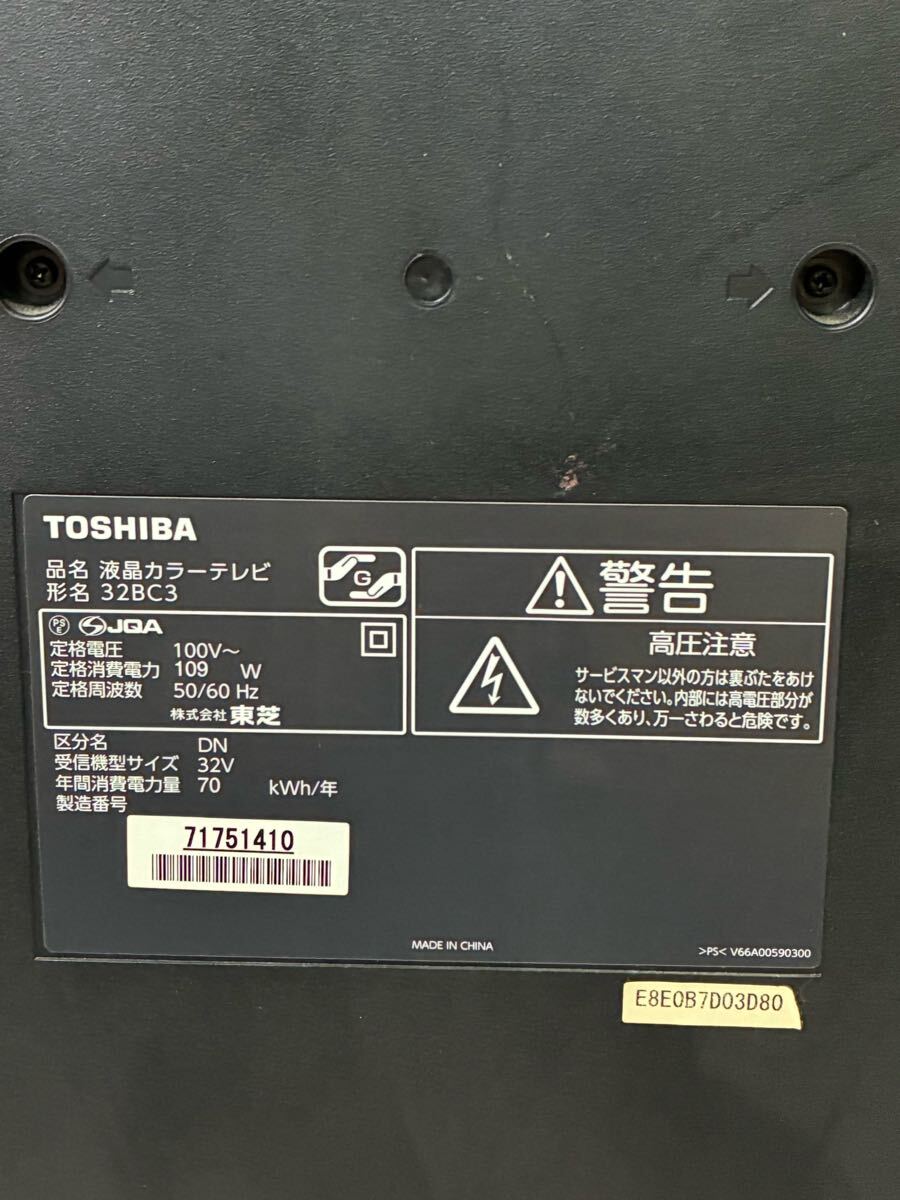 TOSHIBA
品名 液晶カラーテレビ
形名 32BC3
G
PS
E
JQA
定格電圧 100V～
定格消費電力 109 W
定格周波数 50/60 Hz
株式会社 東芝
警告
高圧注意
サービスマン以外の方は裏ぶたをあけ
ないでください。内部には高電圧部分が
数多くあり、万一さわると危険です。
区分名 DN
受信機型サイズ 32V
年間消費電力量 70 kWh/年
製造番号
71751410
MADE IN CHINA
>PS< V66A00590300
E8E0B7D03D80